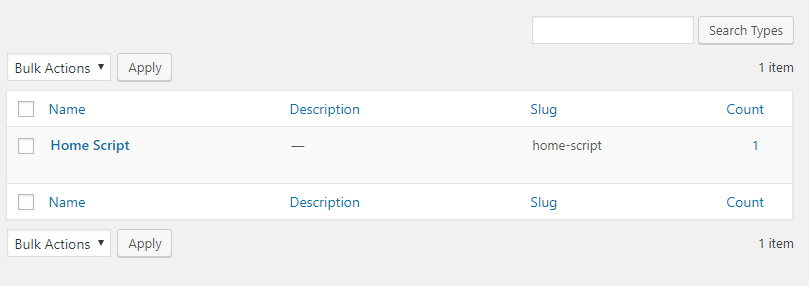 Search Types
Bulk Actions Apply 1 item
Name Description Slug Count
Home Script — home-script 1
Name Description Slug Count
Bulk Actions Apply 1 item